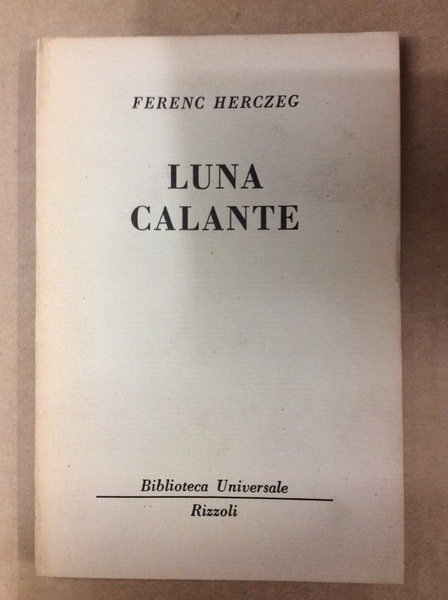 FERENC HERCZEG
LUNA
CALANTE
Biblioteca Universale
Rizzoli